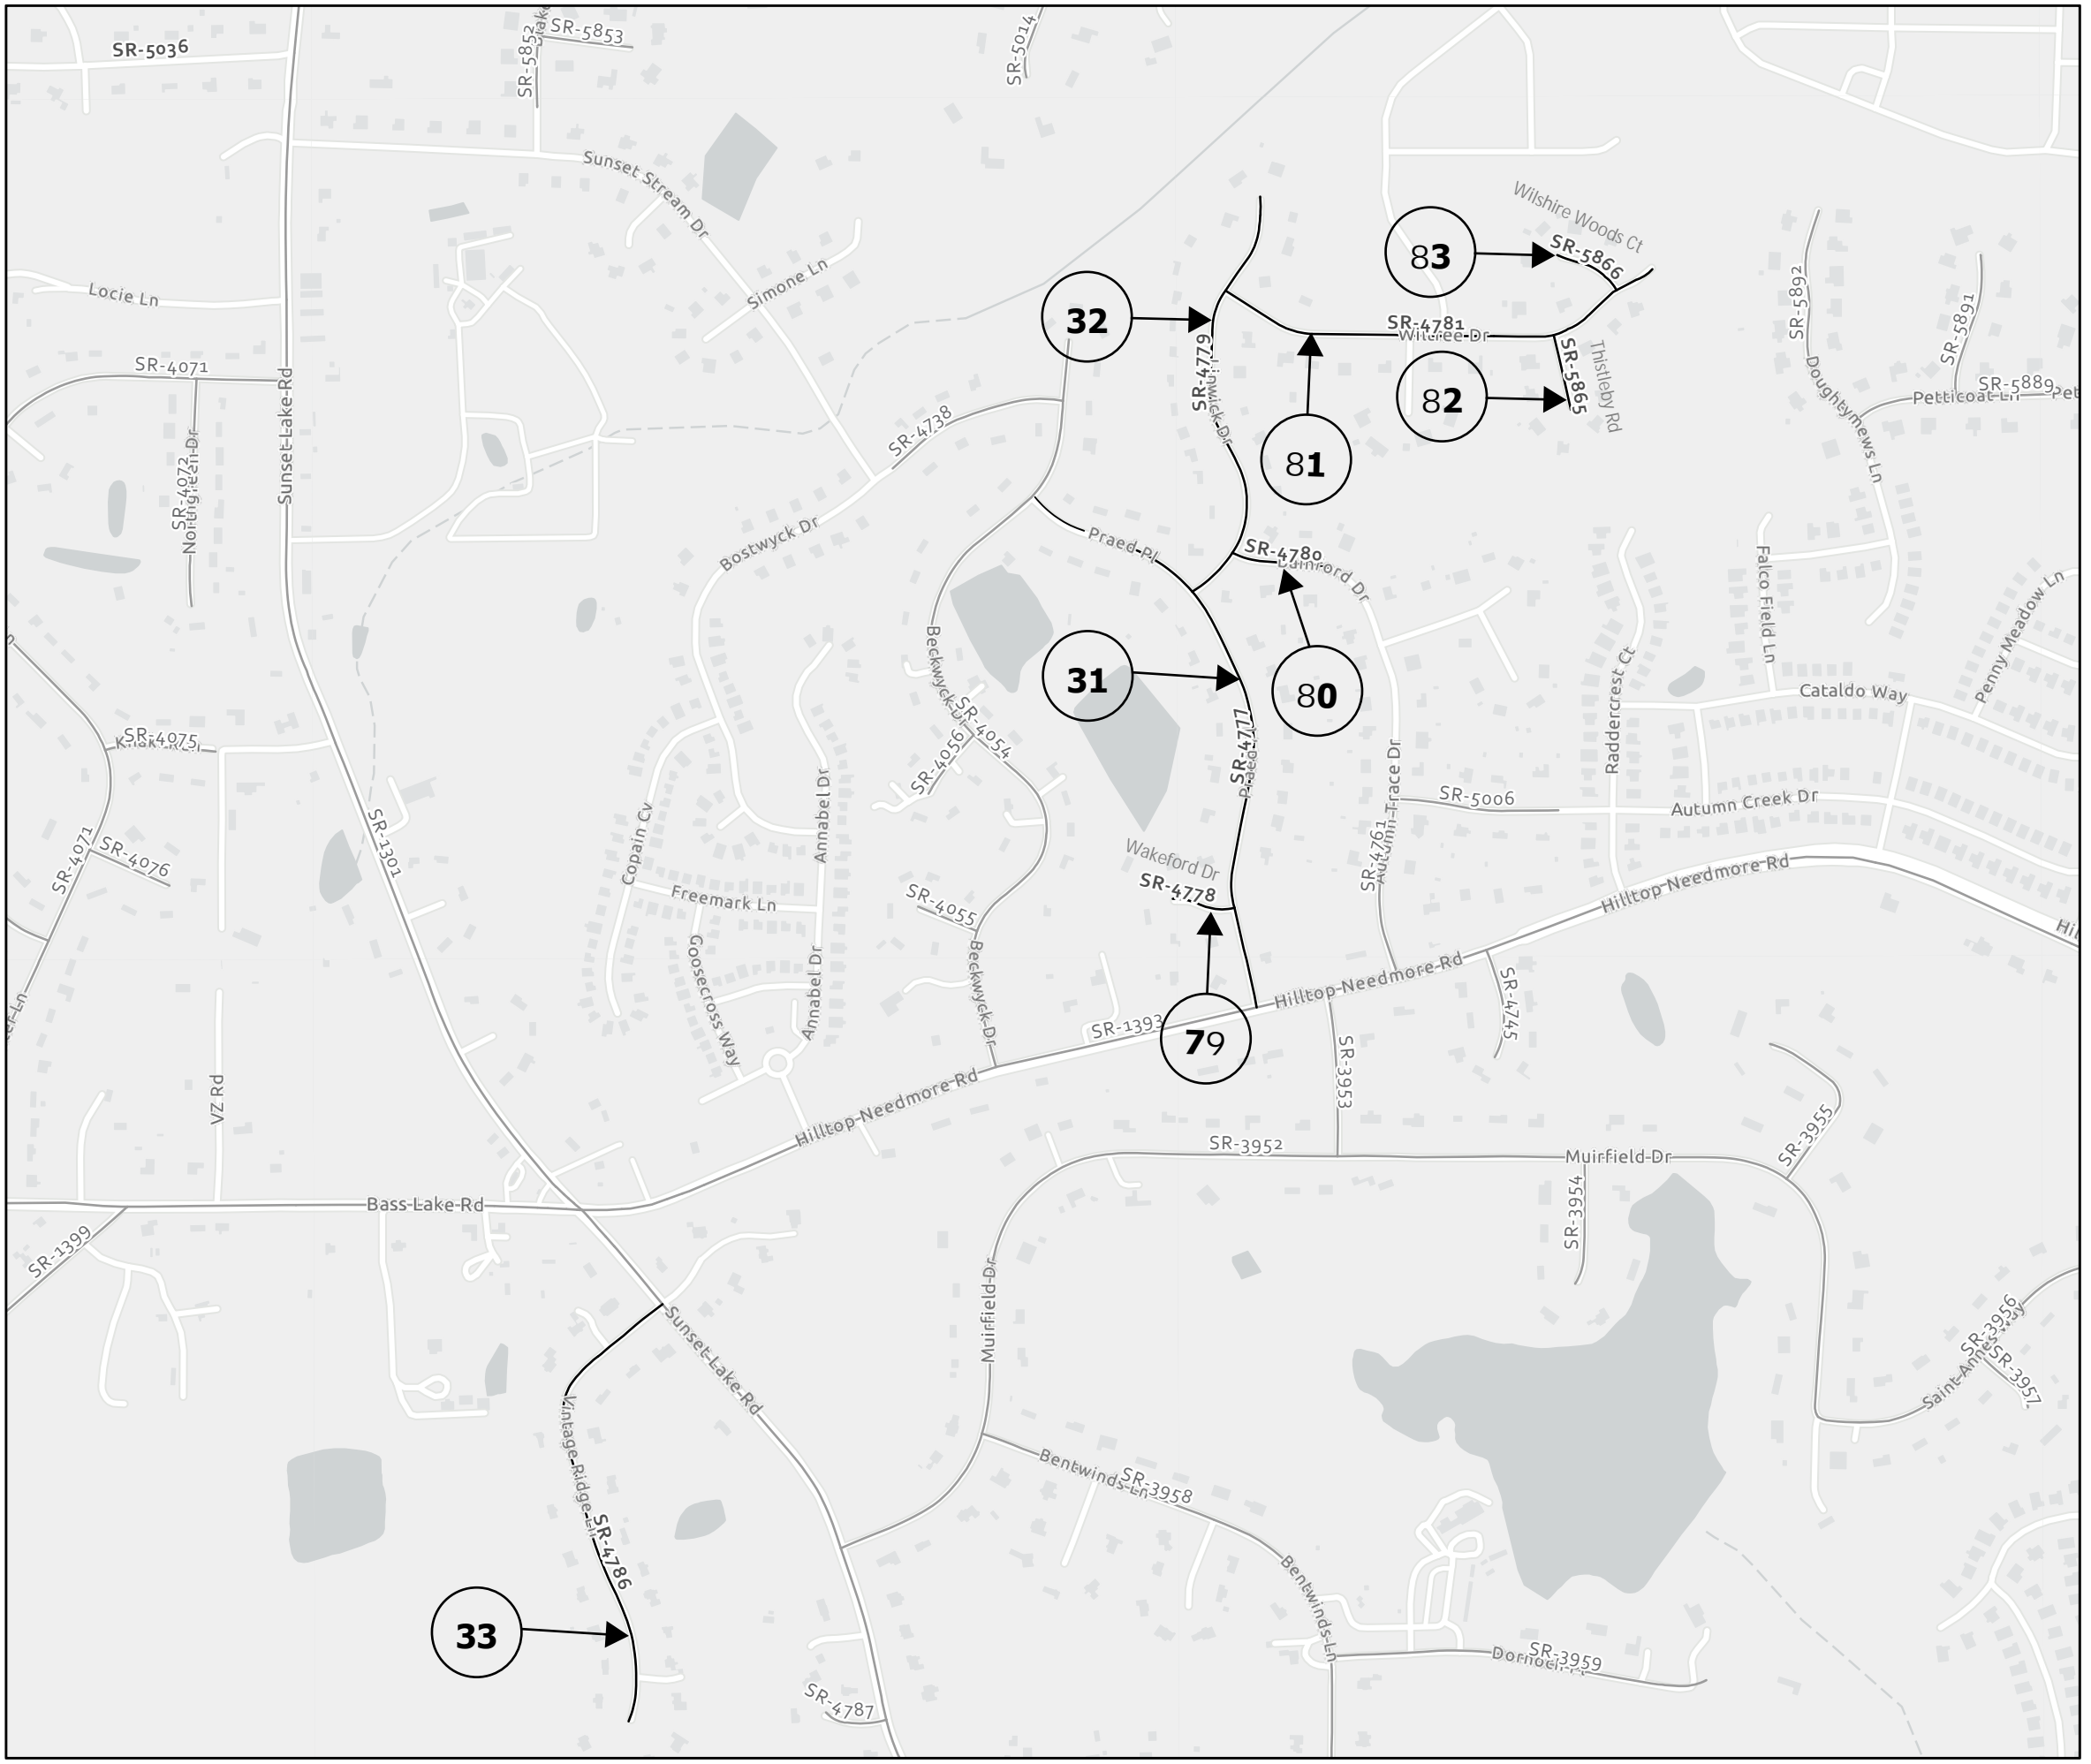 SR-5036
SR-5852
SR-5853
SR-5014
Sunset Stream Dr
Wilshire Woods Ct
83
SR-5866
Locie Ln
Simone Ln
32
SR-4781
SR-5892
SR-5891
SR-4071
Sunset-Lake-Rd
SR-4779
82
SR-5865
Thistleby Rd
SR-5889
Petticoat Ln
Doughtymews Ln
SR-4738
81
SR-4072
Bostwyck Dr
Praed Pl
SR-4780
Falco Field Ln
Penny Meadow Ln
Beckwyck-Dr
31
80
Raddercrest Ct
Cataldo Way
SR-4054
SR-4056
SR-4777
SR-4075
SR-5006
Autumn Creek Dr
Autumn Trace Dr
SR-4761
SR-1301
Copain Cv
Annabel Dr
SR-4071
SR-4076
Wakeford Dr
SR-4778
Freemark Ln
SR-4055
Hilltop-Needmore Rd
Goosecross Way
Annabel Dr
Beckwyck-Dr
Hilltop-Needmore-Rd
SR-4745
SR-1393
79
SR-3953
VZ Rd
Hilltop-Needmore Rd
SR-3952
Muirfield-Dr
SR-3955
SR-3954
Bass-Lake-Rd
SR-1399
Muirfield-Dr
Sunset-Lake-Rd
SR-3956
SR-3957
Vintage-Ridge-Ln
SR-4786
Bentwinds-Ln
SR-3958
Bentwinds-Ln
33
SR-3959
SR-4787